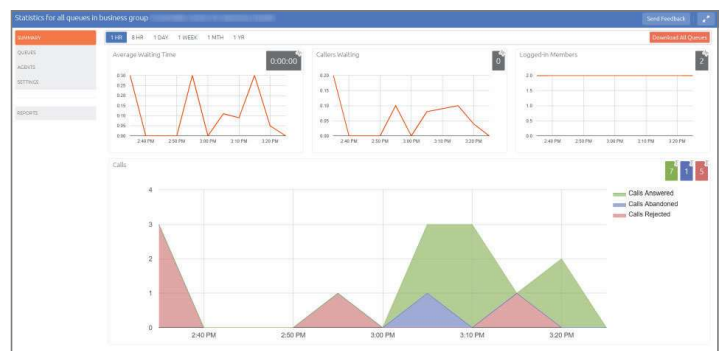 Statistics for all queues in business group
Send Feedback
SUMMARY
QUEUES
AGENTS
SETTINGS
REPORTS
1 HR 8 HR 1 DAY 1 WEEK 1 MTH 1 YR
Download All Queues
Average Waiting Time
0:00:00
0:30
0:25
0:20
0:15
0:10
0:05
0:00
2:40 PM 2:50 PM 3:00 PM 3:10 PM 3:20 PM
Callers Waiting
0
0.20
0.15
0.10
0.05
0.0
2:40 PM 2:50 PM 3:00 PM 3:10 PM 3:20 PM
Logged-in Members
2
2.0
1.5
1.0
0.5
0.0
2:40 PM 2:50 PM 3:00 PM 3:10 PM 3:20 PM
Calls
7 1 5
4
3
2
1
0
2:40 PM 2:50 PM 3:00 PM 3:10 PM 3:20 PM
Calls Answered
Calls Abandoned
Calls Rejected